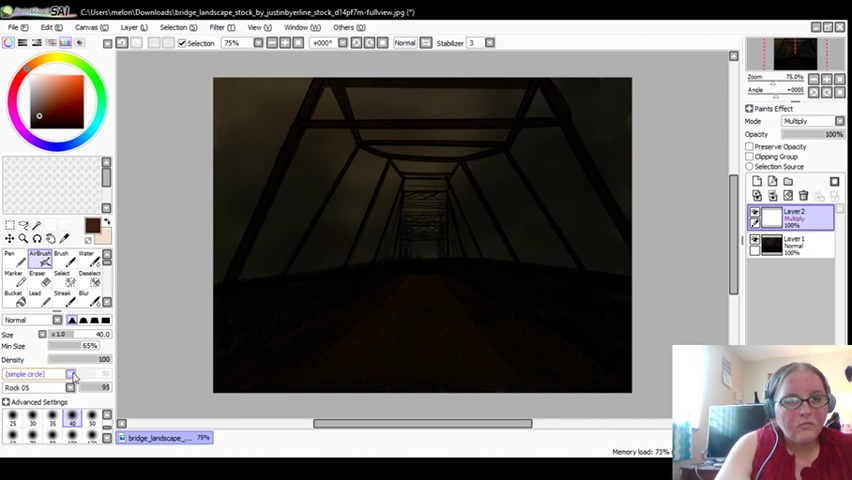 PaintTool SAI C:\Users\melon\Downloads\bridge_landscape_stock_by_justinbyerline_stock_d14pf7m-fullview.jpg (*)
File (F) Edit (E) Canvas (C) Layer (L) Selection (S) Filter (T) View (V) Window (W) Others (O)
Selection 75% +000° Normal Stabilizer 3
Zoom 75.0%
Angle +000δ
Paints Effect
Mode Multiply
Opacity 100%
Preserve Opacity
Clipping Group
Selection Source
Layer2
Multiply
100%
Layer1
Normal
100%
Pen AirBrush Brush Water
Marker Eraser Select Deselect
Bucket Lead Streak Blur
Normal
Size x 1.0 40.0
Min Size 65%
Density 100
(simple circle) 50
Rock 05 95
Advanced Settings
25 30 35 40 50
bridge_landscape_... 75%
Memory load: 73%